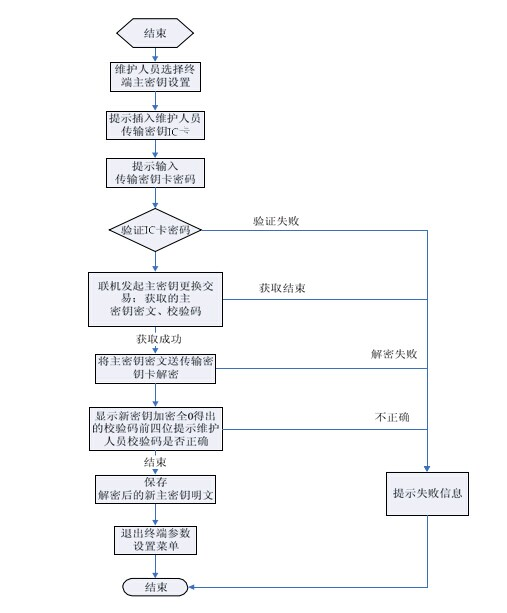 结束
维护人员选择终
端主密钥设置
提示插入维护人员
传输密钥IC卡
提示输入
传输密钥卡密码
验证IC卡密码
验证失败
联机发起主密钥更换交
易；获取的主
密钥密文、校验码
获取结束
获取成功
将主密钥密文送传输密
钥卡解密
解密失败
显示新密钥加密全0得出
的校验码前四位提示维护
人员校验码是否正确
不正确
结束
保存
解密后的新主密钥明文
提示失败信息
退出终端参数
设置菜单
结束